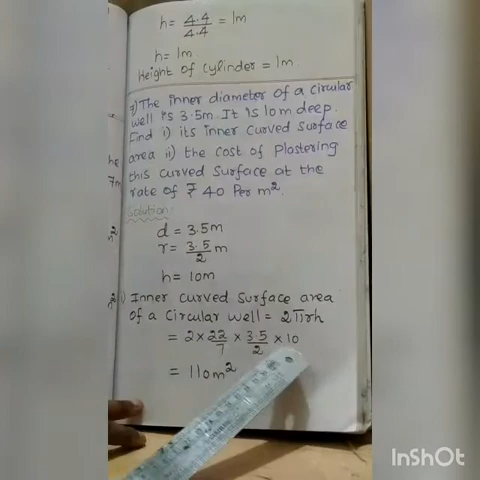 h = 4.4/4.4 = 1m
h = 1m.
Height of cylinder = 1m.
7) The inner diameter of a circular
well is 3.5m. It is 10m deep.
Find i) its inner curved surface
area ii) the cost of plastering
this curved surface at the
rate of ₹ 40 Per m².
Solution:
d = 3.5m
r = 3.5/2 m
h = 10m
i) Inner curved surface area
of a circular well = 2πrh
= 2 × 22/7 × 3.5/2 × 10
= 110m²
he
7m
InShOt